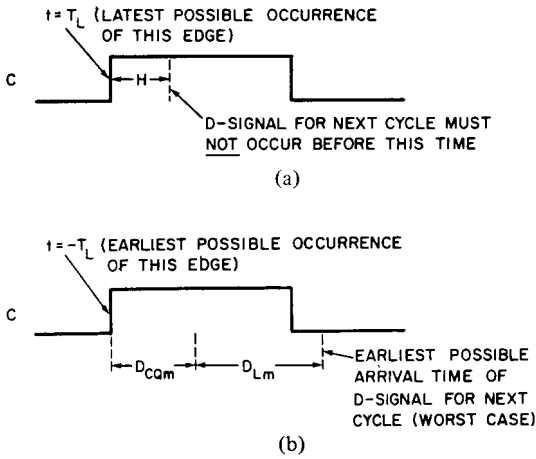 t = T_L (LATEST POSSIBLE OCCURRENCE
OF THIS EDGE)
C
H
D-SIGNAL FOR NEXT CYCLE MUST
NOT OCCUR BEFORE THIS TIME
(a)
t = -T_L (EARLIEST POSSIBLE OCCURRENCE
OF THIS EDGE)
C
D_CQm
D_Lm
EARLIEST POSSIBLE
ARRIVAL TIME OF
D-SIGNAL FOR NEXT
CYCLE (WORST CASE)
(b)